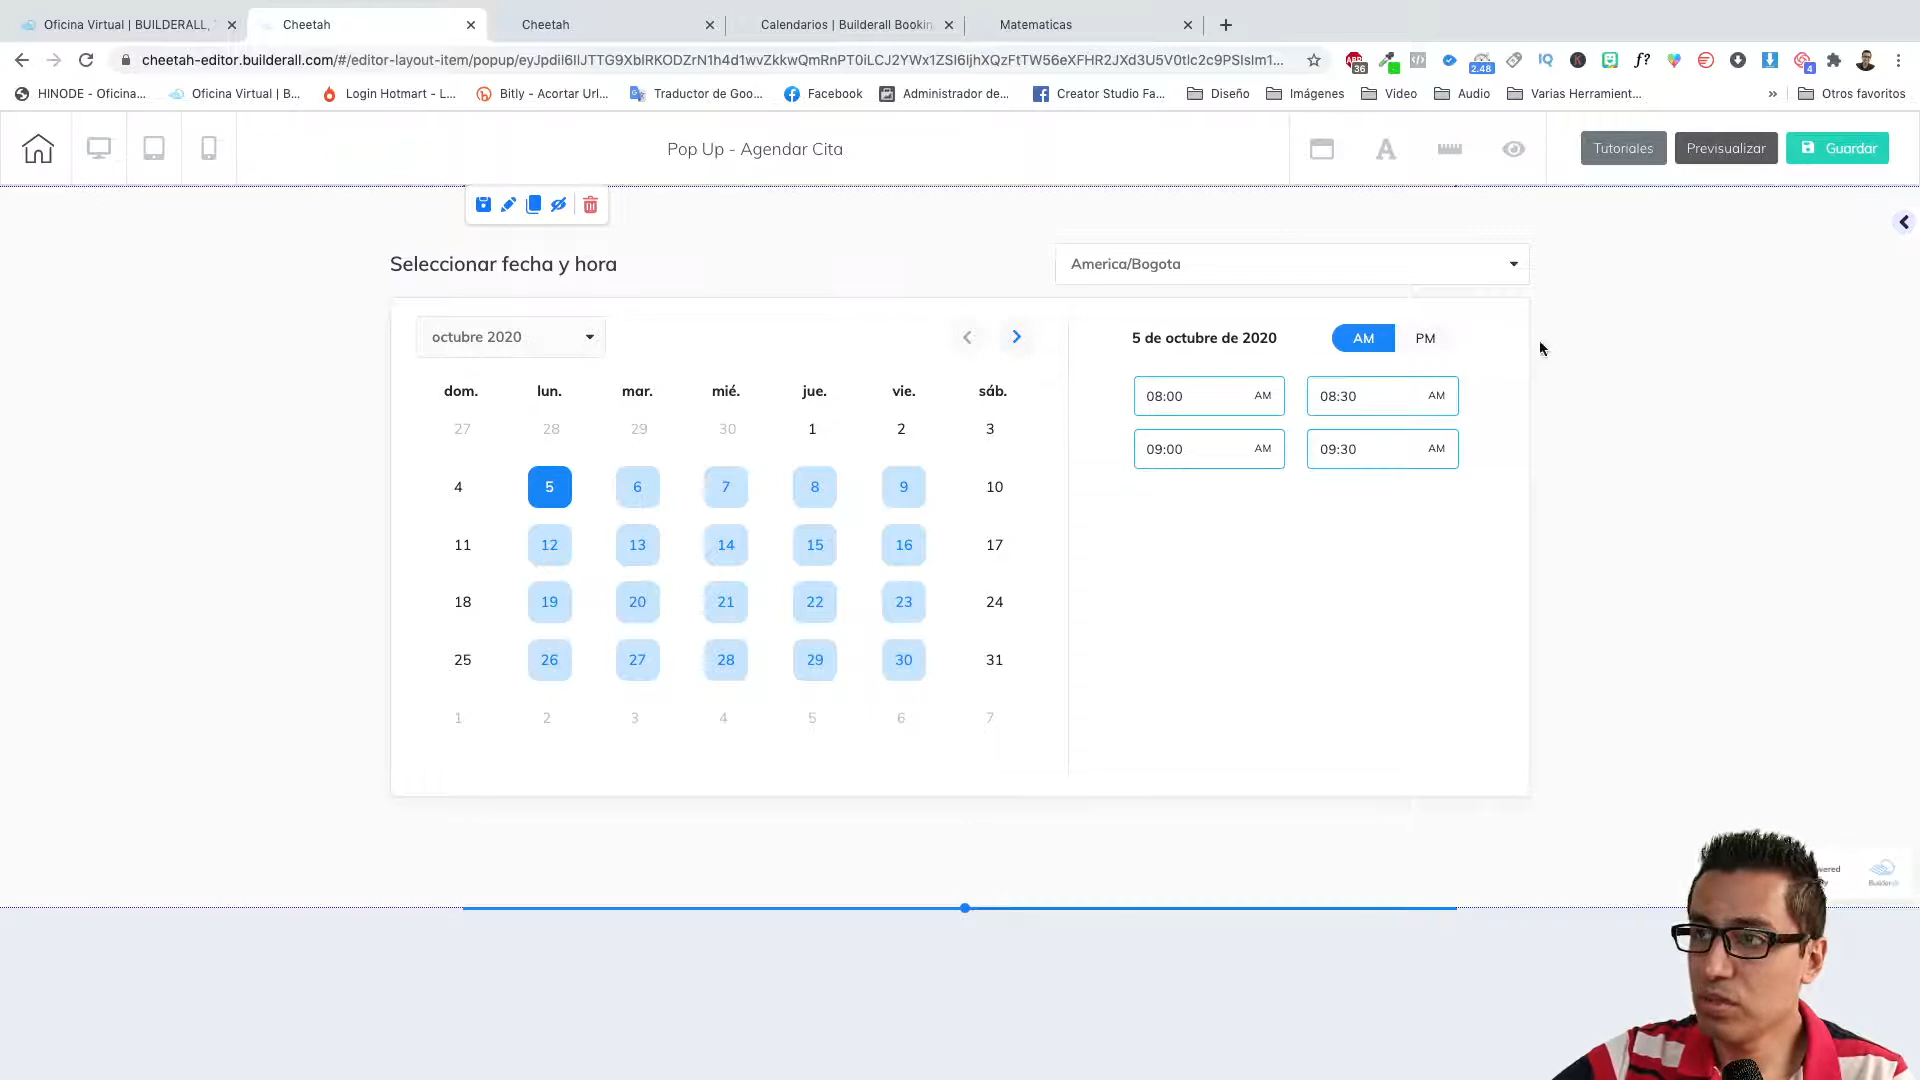 Oficina Virtual | BUILDERALL,
Cheetah
Cheetah
Calendarios | Builderall Bookin
Matematicas
cheetah-editor.builderall.com/#/editor-layout-item/popup/
36
2.48
f?
4
HINODE - Oficina...
Oficina Virtual | B...
Login Hotmart - L...
Bitly - Acortar Url...
Traductor de Goo...
Facebook
Administrador de...
Creator Studio Fa...
Diseño
Imágenes
Video
Audio
Varias Herramient...
»
Otros favoritos
Pop Up - Agendar Cita
A
Tutoriales
Previsualizar
Guardar
Seleccionar fecha y hora
America/Bogota
octubre 2020
5 de octubre de 2020
AM
PM
dom. lun. mar. mié. jue. vie. sáb.
27 28 29 30 1 2 3
4 5 6 7 8 9 10
11 12 13 14 15 16 17
18 19 20 21 22 23 24
25 26 27 28 29 30 31
1 2 3 4 5 6 7
08:00 AM
08:30 AM
09:00 AM
09:30 AM